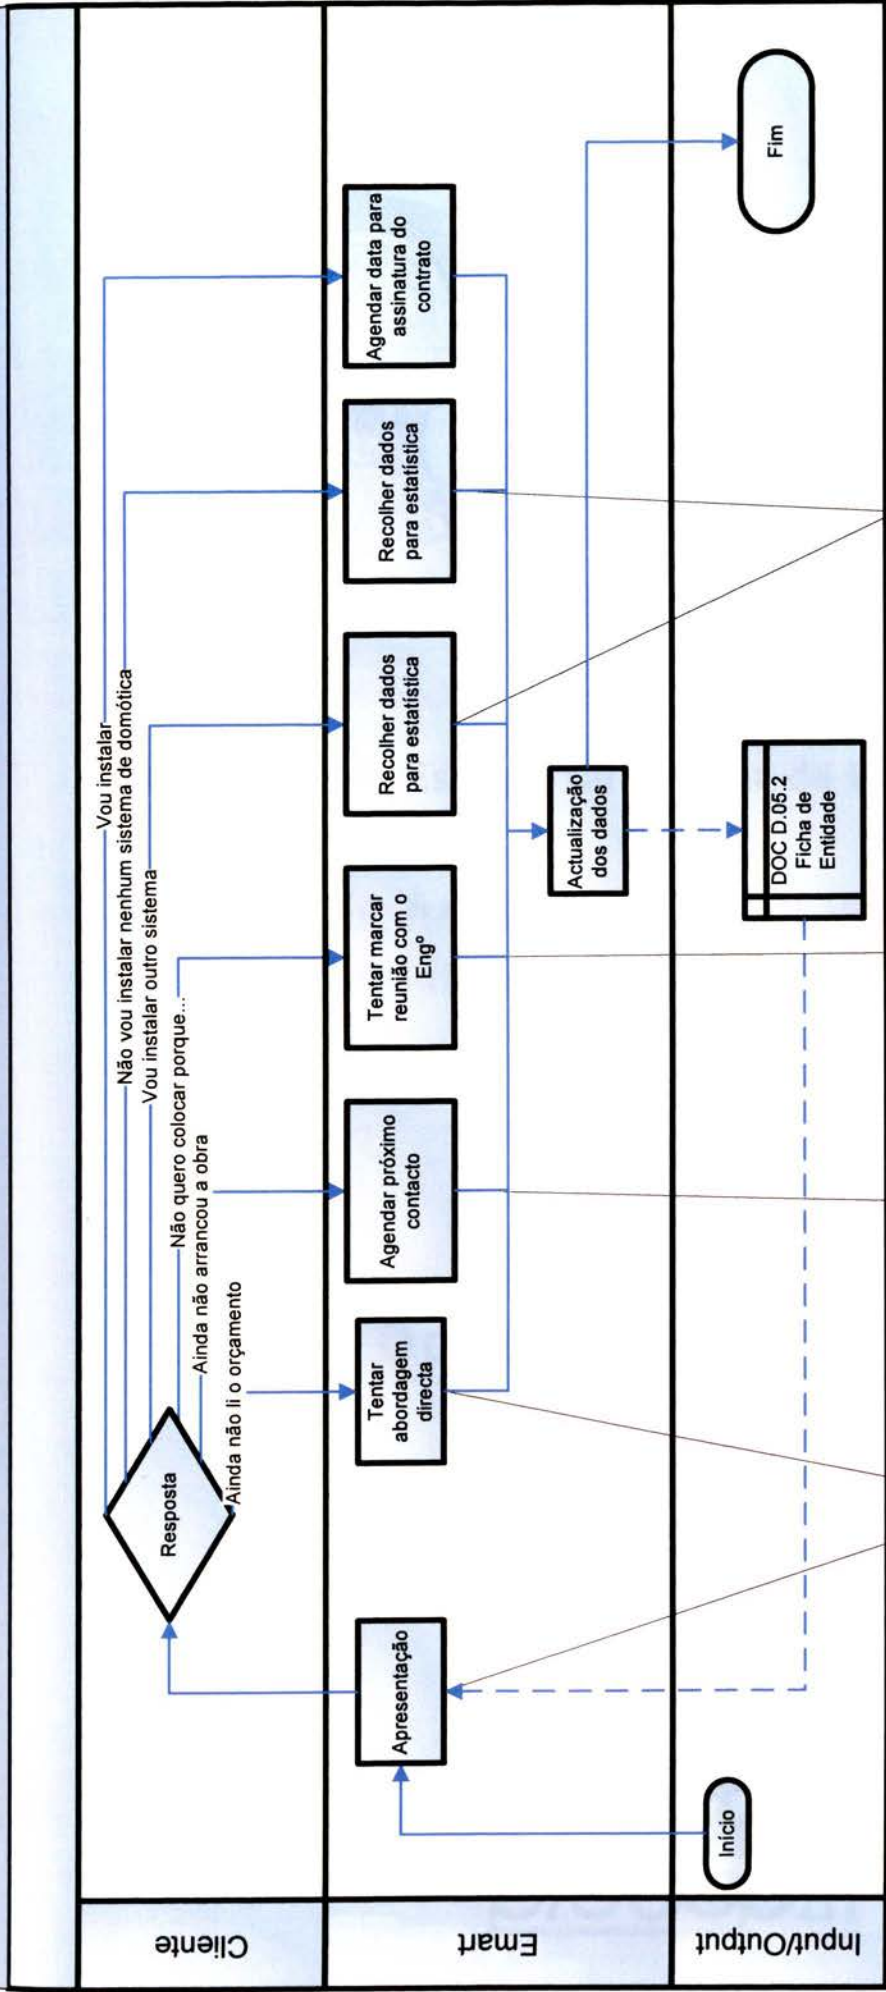 Cliente
Vou instalar
Não vou instalar nenhum sistema de domótica
Vou instalar outro sistema
Não quero colocar porque...
Ainda não arrancou a obra
Ainda não li o orçamento
Resposta
Emart
Apresentação
Tentar
abordagem
directa
Agendar próximo
contacto
Tentar marcar
reunião com o
Engº
Recolher dados
para estatística
Recolher dados
para estatística
Agendar data para
assinatura do
contrato
Actualização
dos dados
Input/Output
Início
DOC D.05.2
Ficha de
Entidade
Fim